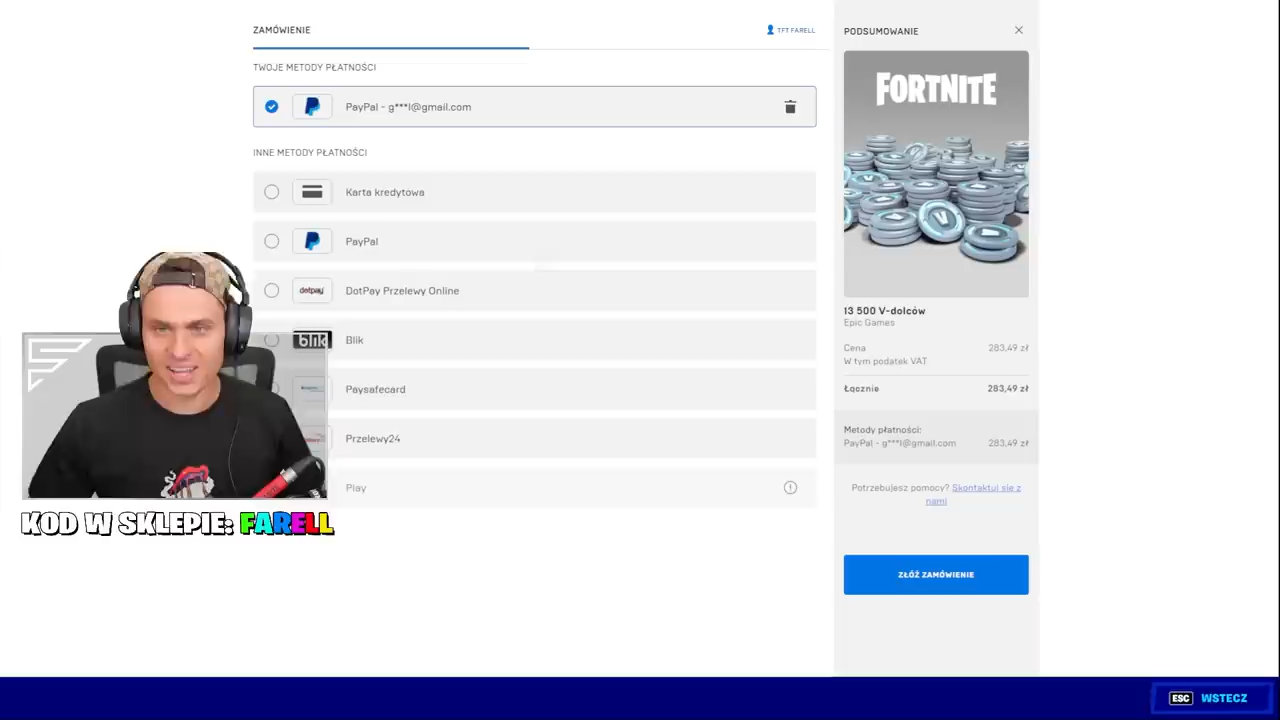 ZAMÓWIENIE
TFT FARELL
TWOJE METODY PŁATNOŚCI
PayPal - g***l@gmail.com
INNE METODY PŁATNOŚCI
Karta kredytowa
PayPal
dotpay
DotPay Przelewy Online
blik
Blik
Paysafecard
Przelewy24
Play
KOD W SKLEPIE: FARELL
PODSUMOWANIE
FORTNITE
13 500 V-dolców
Epic Games
Cena 283,49 zł
W tym podatek VAT
Łącznie 283,49 zł
Metody płatności:
PayPal - g***l@gmail.com 283,49 zł
Potrzebujesz pomocy? Skontaktuj się z
nami
ZŁÓŻ ZAMÓWIENIE
ESC WSTECZ